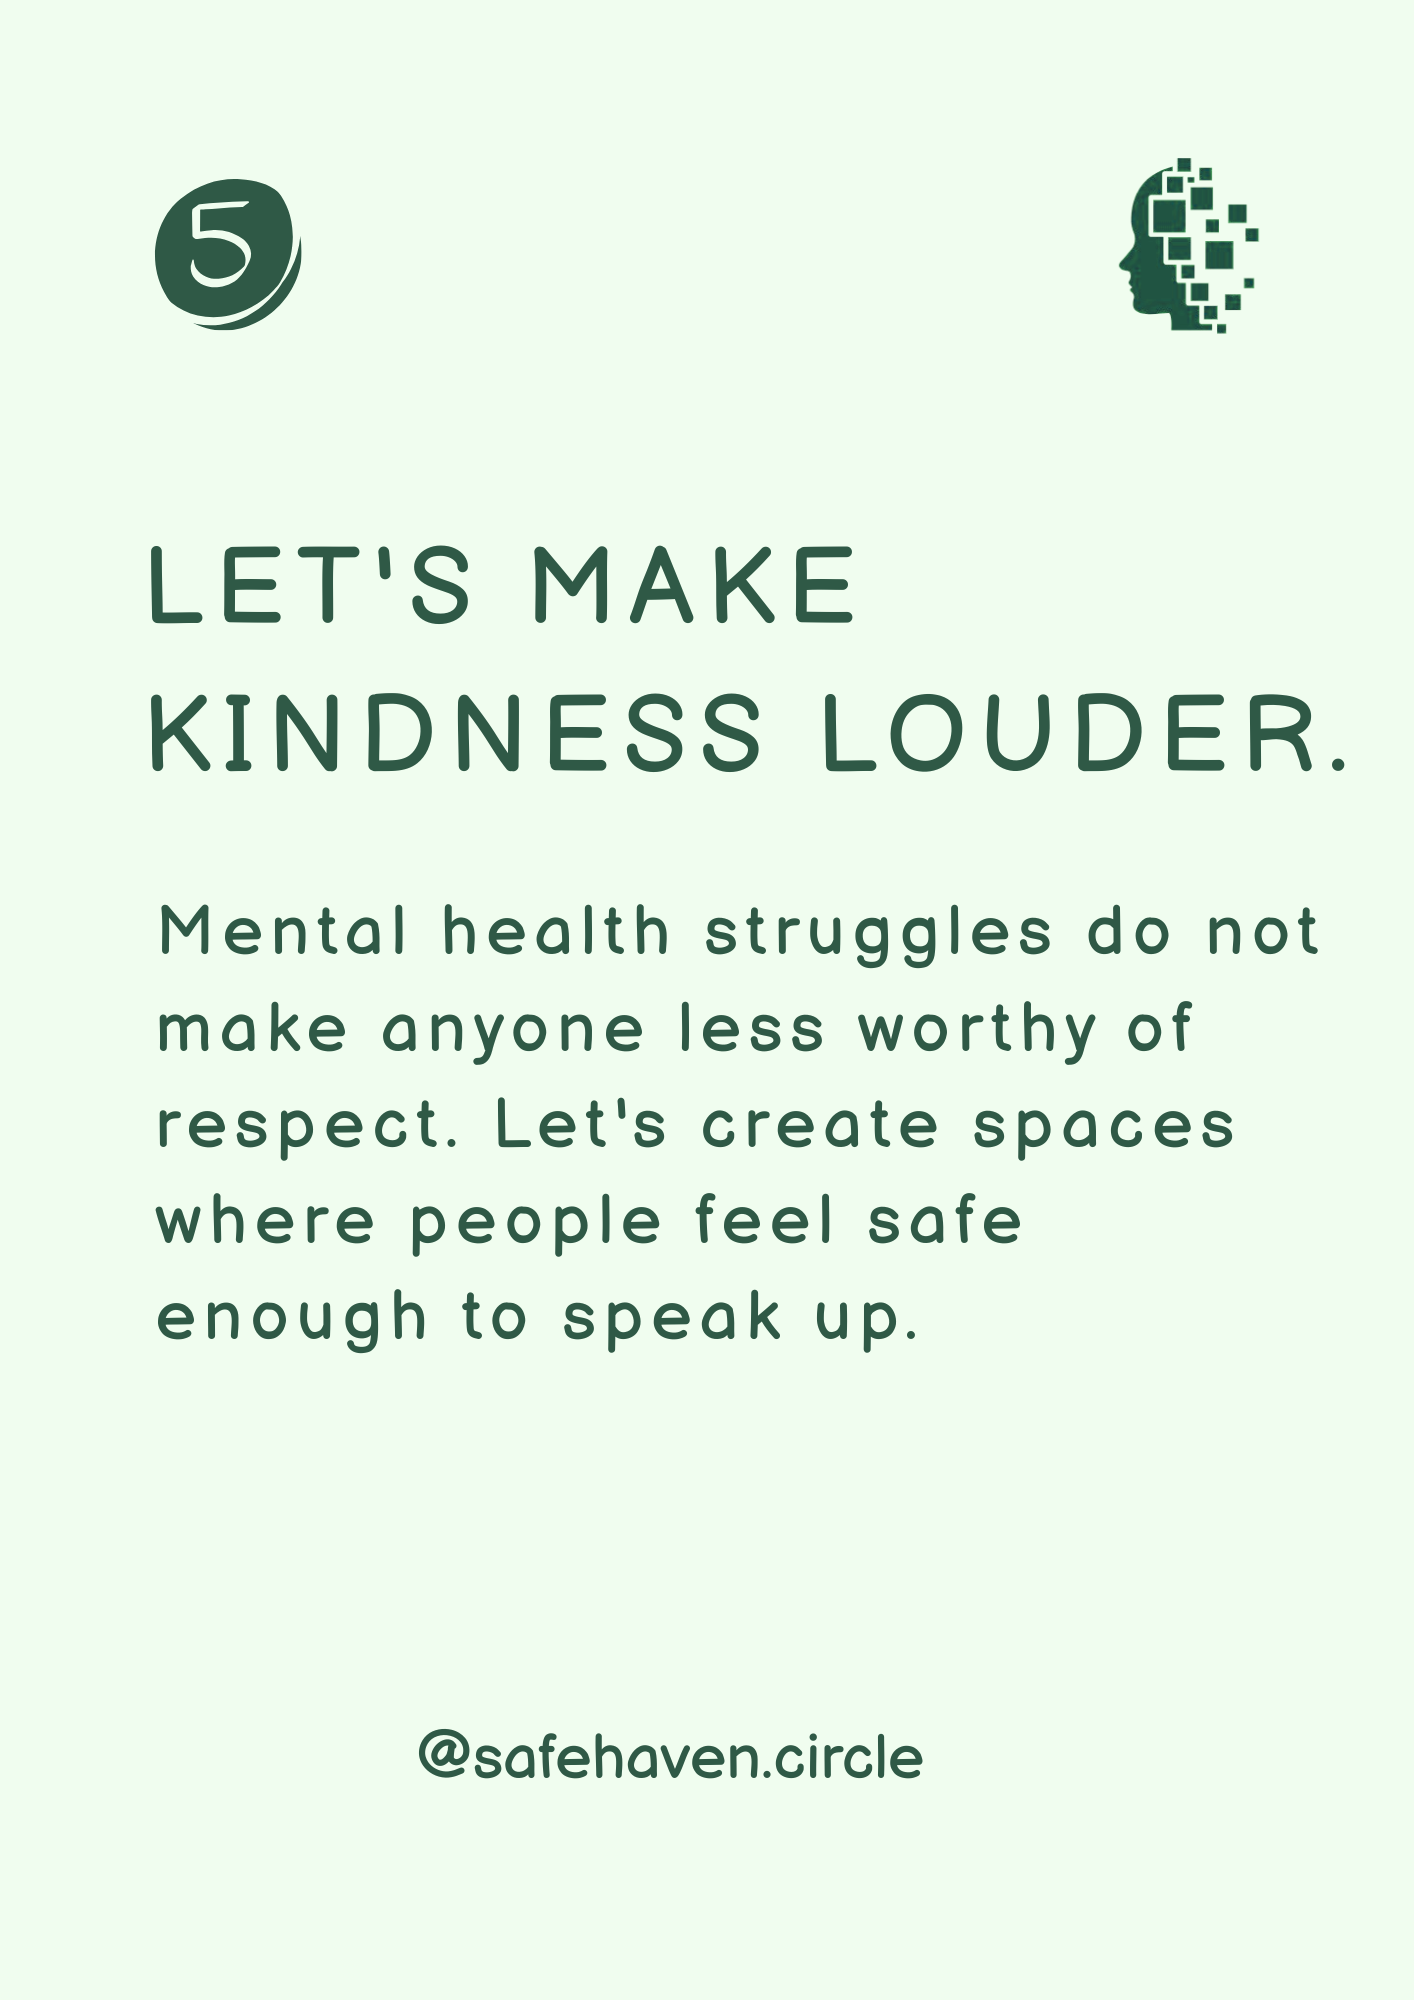 5
LET'S MAKE
KINDNESS LOUDER.
Mental health struggles do not
make anyone less worthy of
respect. Let's create spaces
where people feel safe
enough to speak up.
@safehaven.circle